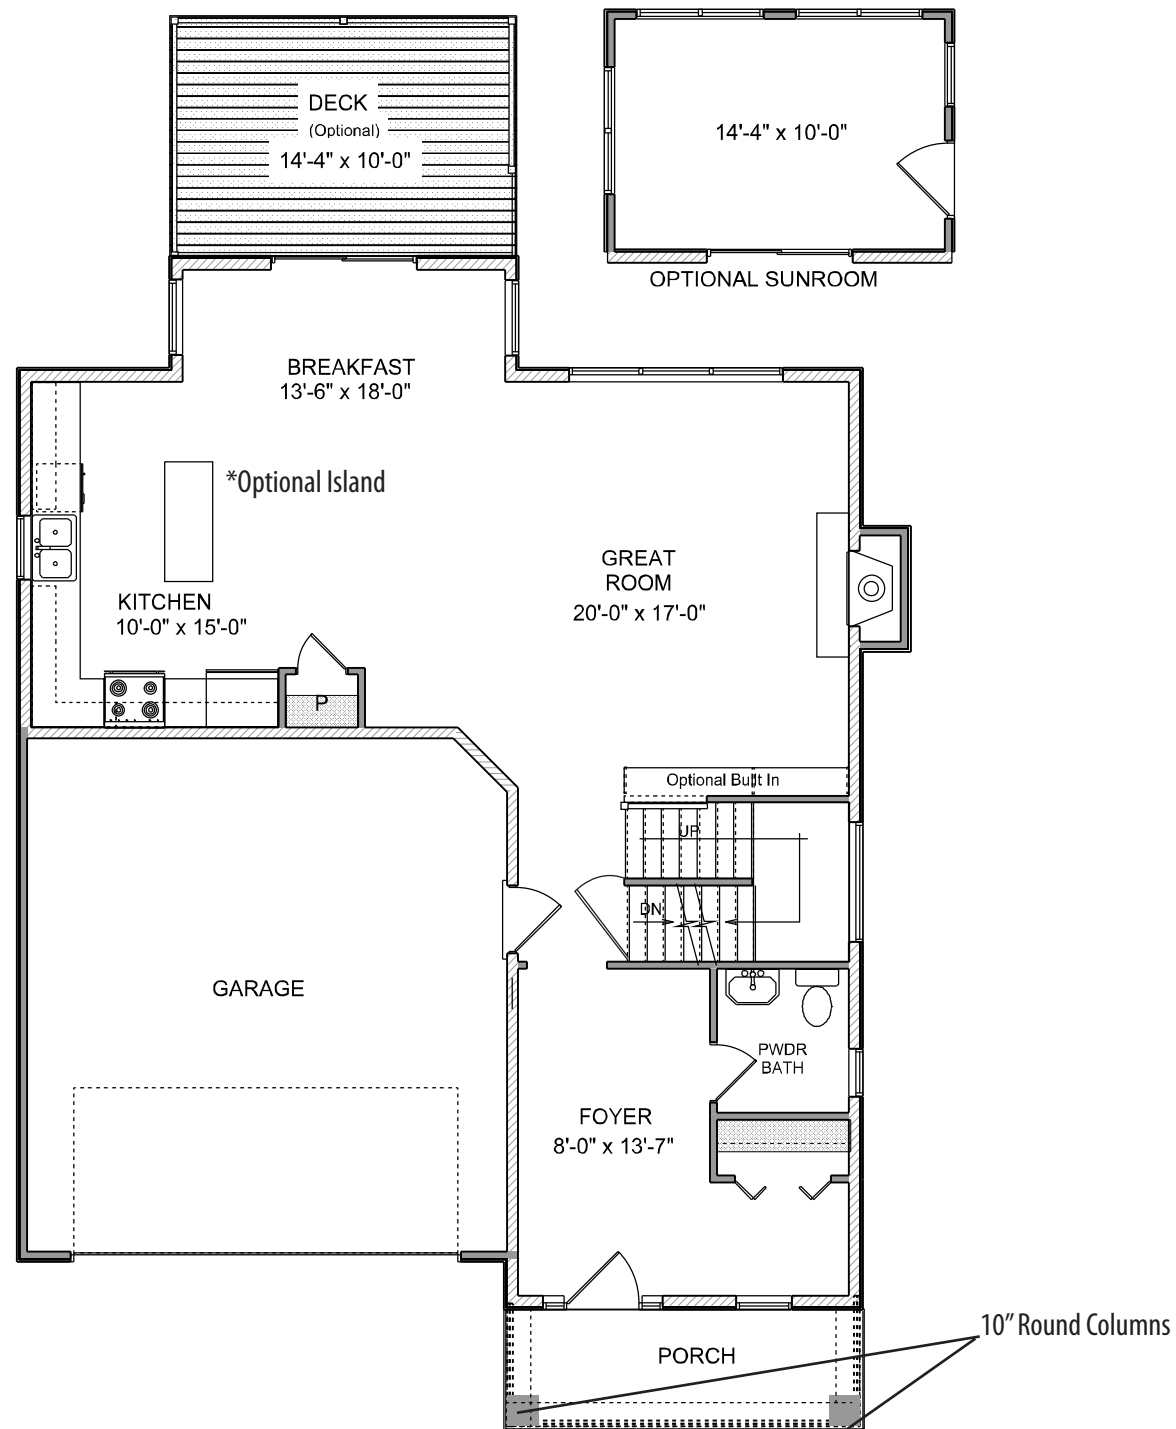 DECK
(Optional)
14'-4" x 10'-0"
14'-4" x 10'-0"
OPTIONAL SUNROOM
BREAKFAST
13'-6" x 18'-0"
*Optional Island
GREAT
ROOM
20'-0" x 17'-0"
KITCHEN
10'-0" x 15'-0"
P
Optional Built In
UP
DN
GARAGE
PWDR
BATH
FOYER
8'-0" x 13'-7"
10” Round Columns
PORCH